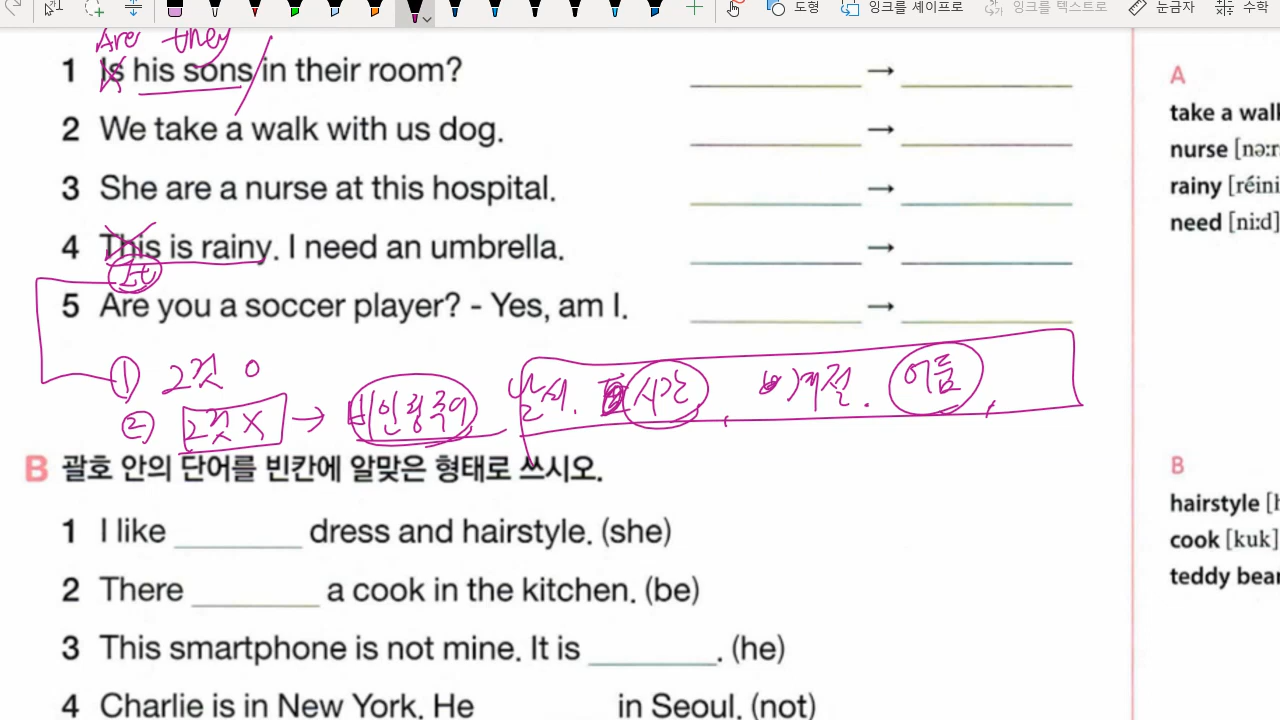 도형 잉크를 셰이프로 잉크를 텍스트로 눈금자 수학
Are they
1 Is his sons in their room? →
2 We take a walk with us dog. →
3 She are a nurse at this hospital. →
4 This is rainy. I need an umbrella. →
It
5 Are you a soccer player? - Yes, am I. →
① 그것 O
② 그것 X → 비인칭주어 날씨. 시간, 계절. 어둠,
B 괄호 안의 단어를 빈칸에 알맞은 형태로 쓰시오.
1 I like dress and hairstyle. (she)
2 There a cook in the kitchen. (be)
3 This smartphone is not mine. It is . (he)
4 Charlie is in New York. He in Seoul. (not)
A
take a wal
nurse [nəːr
rainy [réini
need [niːd]
B
hairstyle [h
cook [kuk]
teddy bea